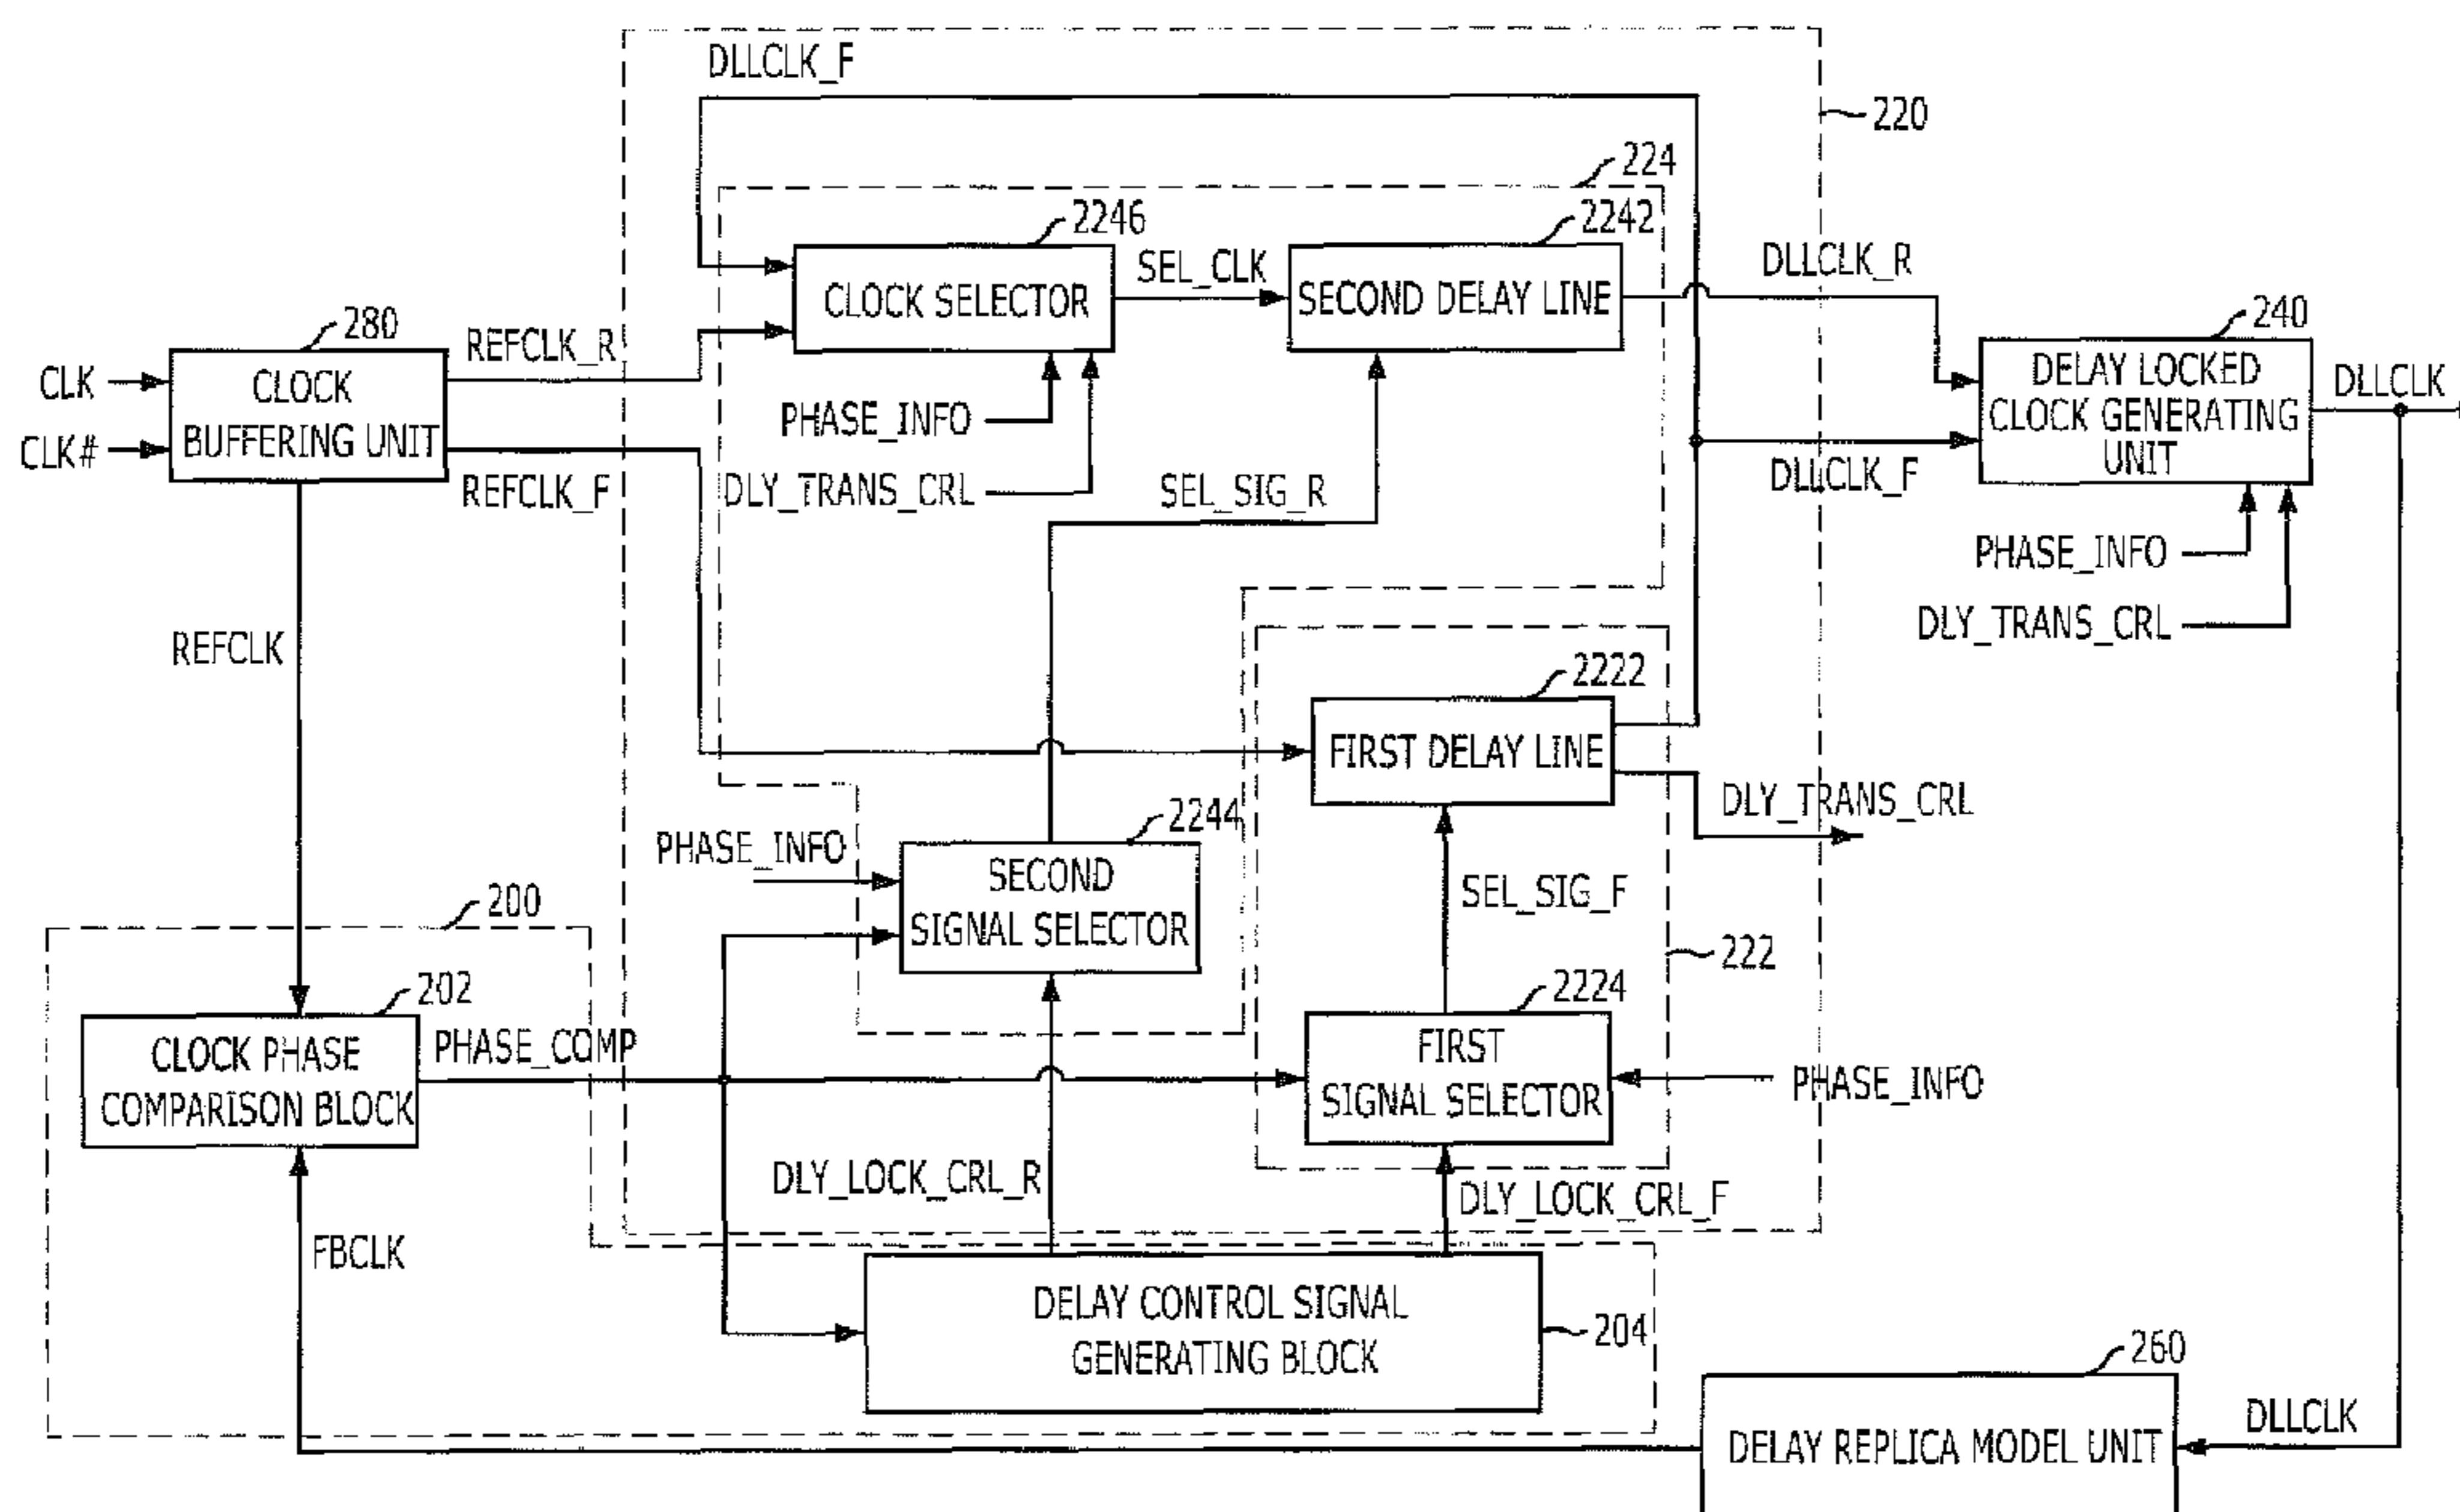 DLLCLK_F
220
224
2246
2242
CLOCK SELECTOR
SEL_CLK
SECOND DELAY LINE
DLLCLK_R
280
REFCLK_R
CLK
CLK#
CLOCK
BUFFERING UNIT
REFCLK_F
PHASE_INFO
DLY_TRANS_CRL
SEL_SIG_R
240
DELAY LOCKED
CLOCK GENERATING
UNIT
DLLCLK
DLLCLK_F
PHASE_INFO
DLY_TRANS_CRL
REFCLK
2222
FIRST DELAY LINE
DLY_TRANS_CRL
2244
PHASE_INFO
SECOND
SIGNAL SELECTOR
SEL_SIG_F
222
200
202
CLOCK PHASE
COMPARISON BLOCK
PHASE_COMP
2224
FIRST
SIGNAL SELECTOR
PHASE_INFO
DLY_LOCK_CRL_R
DLY_LOCK_CRL_F
FBCLK
DELAY CONTROL SIGNAL
GENERATING BLOCK
204
260
DELAY REPLICA MODEL UNIT
DLLCLK